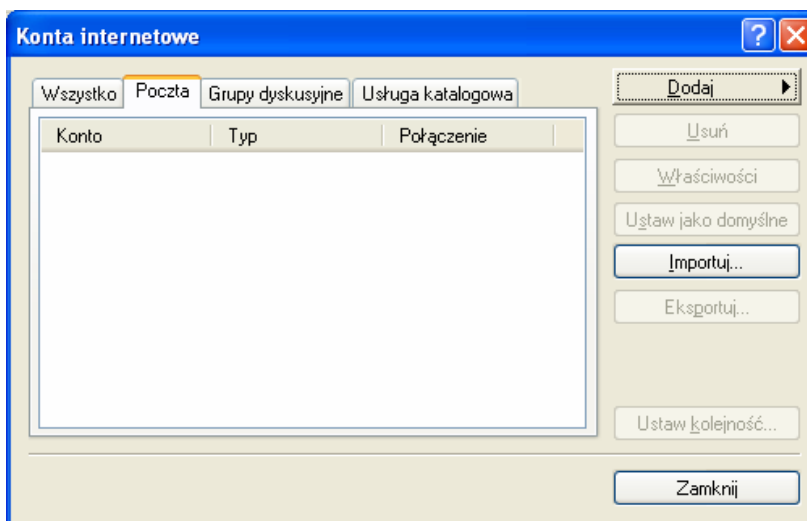 Konta internetowe
Wszystko Poczta Grupy dyskusyjne Usługa katalogowa
Konto Typ Połączenie
Dodaj
Usuń
Właściwości
Ustaw jako domyślne
Importuj...
Eksportuj...
Ustaw kolejność...
Zamknij